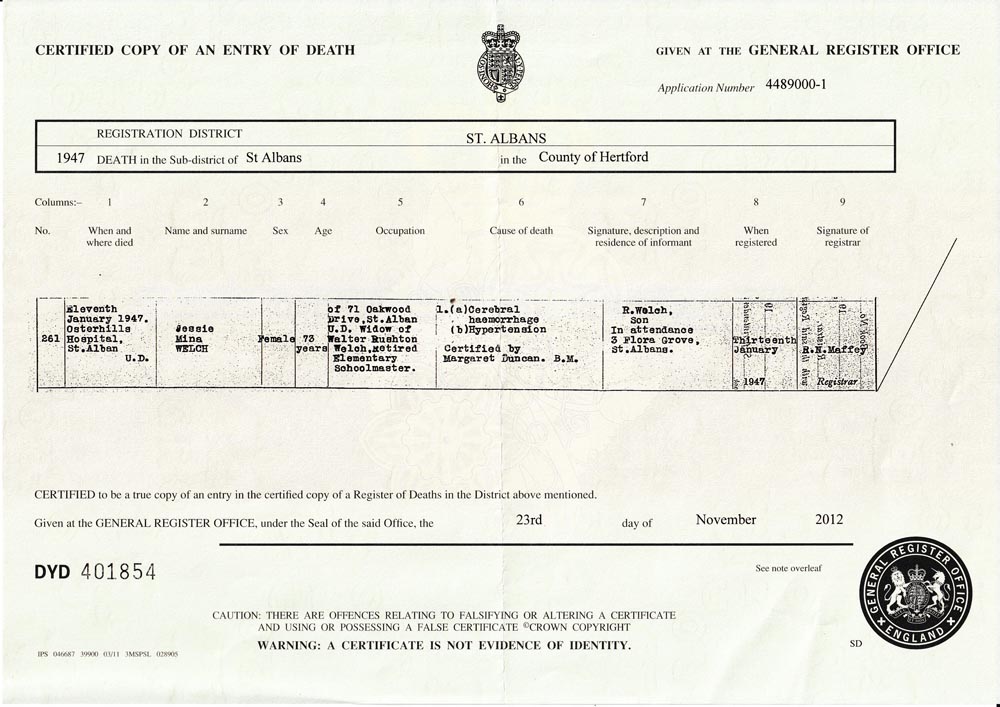 CERTIFIED COPY OF AN ENTRY OF DEATH
GIVEN AT THE GENERAL REGISTER OFFICE
Application Number 4489000-1
REGISTRATION DISTRICT ST. ALBANS
1947 DEATH in the Sub-district of St Albans in the County of Hertford
Columns:– 1 2 3 4 5 6 7 8 9
No. When and where died Name and surname Sex Age Occupation Cause of death Signature, description and residence of informant When registered Signature of registrar
261
Eleventh
January 1947.
Osterhills
Hospital,
St.Alban
U.D.
Jessie
Mina
WELCH
Female
73
years
of 71 Oakwood
Drive,St.Alban
U.D. Widow of
Walter Rushton
Welch,retired
Elementary
Schoolmaster.
1.(a)Cerebral
haemorrhage
(b)Hypertension
Certified by
Margaret Duncan. B.M.
R.Welch,
Son
In attendance
3 Flora Grove,
St.Albans.
Thirteenth
January
1947
R.N.Maffey
Registrar
CERTIFIED to be a true copy of an entry in the certified copy of a Register of Deaths in the District above mentioned.
Given at the GENERAL REGISTER OFFICE, under the Seal of the said Office, the 23rd day of November 2012
DYD 401854
See note overleaf
CAUTION: THERE ARE OFFENCES RELATING TO FALSIFYING OR ALTERING A CERTIFICATE
AND USING OR POSSESSING A FALSE CERTIFICATE ©CROWN COPYRIGHT
WARNING: A CERTIFICATE IS NOT EVIDENCE OF IDENTITY.
GENERAL REGISTER OFFICE
ENGLAND
SD
IPS 046687 39900 03/11 3MSPSL 028905